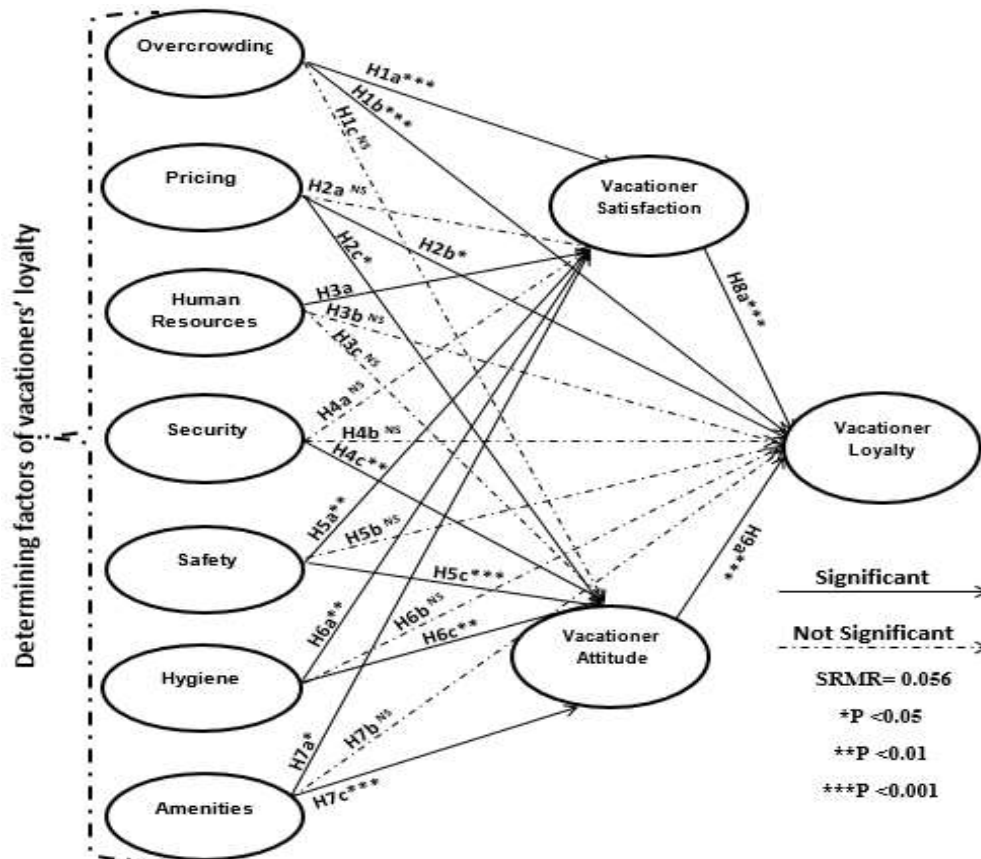 Determining factors of vacationers' loyalty
Overcrowding
Pricing
Human
Resources
Security
Safety
Hygiene
Amenities
H1a***
H1b***
H1c NS
H2a NS
H2b*
H2c*
H3a
H3b NS
H3c NS
H4a NS
H4b NS
H4c**
H5a**
H5b NS
H5c***
H6a**
H6b NS
H6c**
H7a*
H7b NS
H7c***
Vacationer
Satisfaction
H8a***
Vacationer
Loyalty
H9a***
Vacationer
Attitude
Significant
Not Significant
SRMR= 0.056
*P <0.05
**P <0.01
***P <0.001